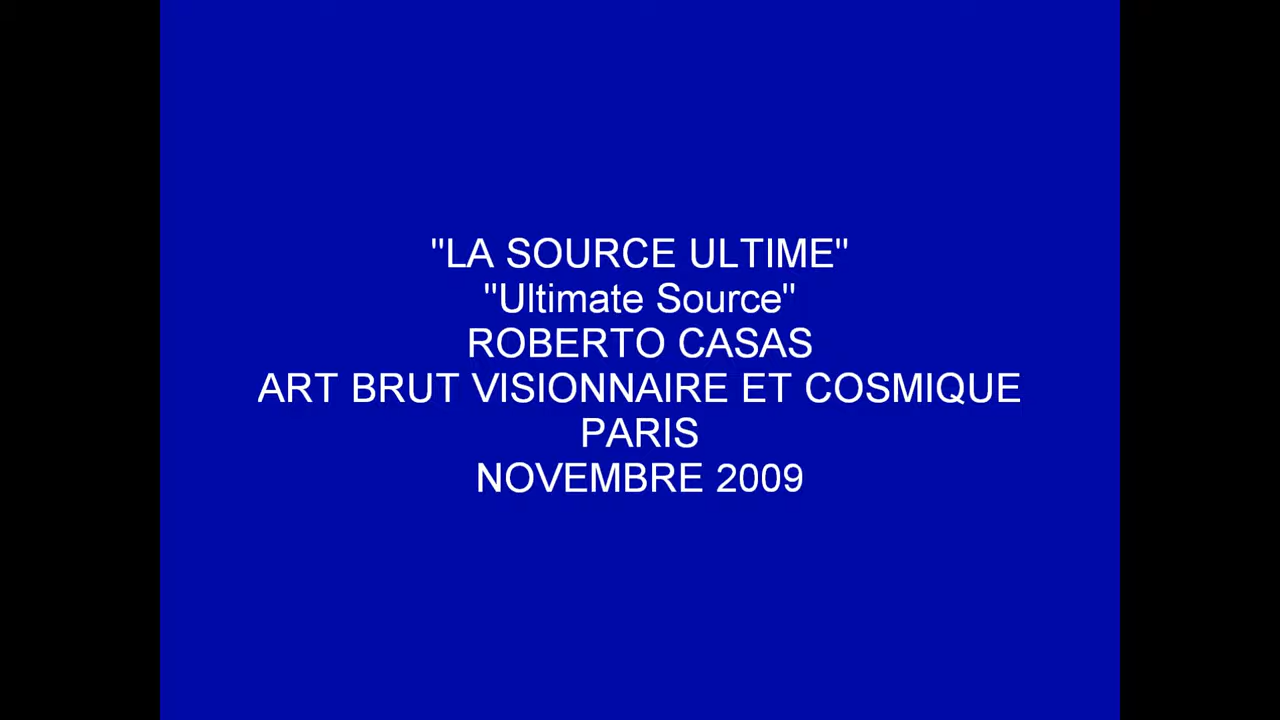 "LA SOURCE ULTIME"
"Ultimate Source"
ROBERTO CASAS
ART BRUT VISIONNAIRE ET COSMIQUE
PARIS
NOVEMBRE 2009